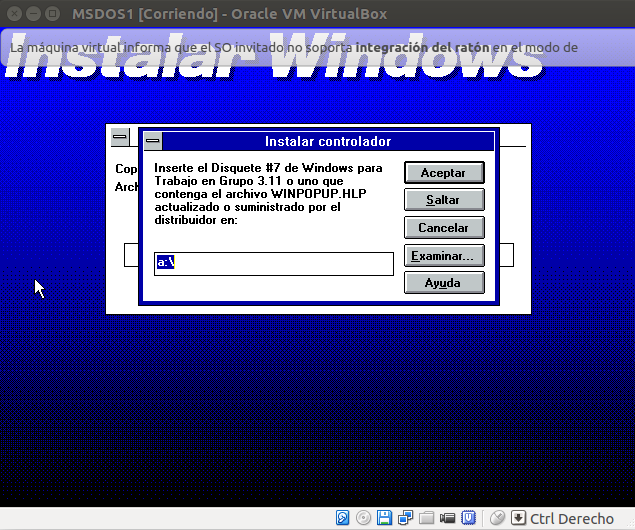 MSDOS1 [Corriendo] - Oracle VM VirtualBox
La máquina virtual informa que el SO invitado no soporta integración del ratón en el modo de
Instalar Windows
Instalar controlador
Cop
Arch
Inserte el Disquete #7 de Windows para
Trabajo en Grupo 3.11 o uno que
contenga el archivo WINPOPUP.HLP
actualizado o suministrado por el
distribuidor en:
a:\
Aceptar
Saltar
Cancelar
Examinar...
Ayuda
Ctrl Derecho